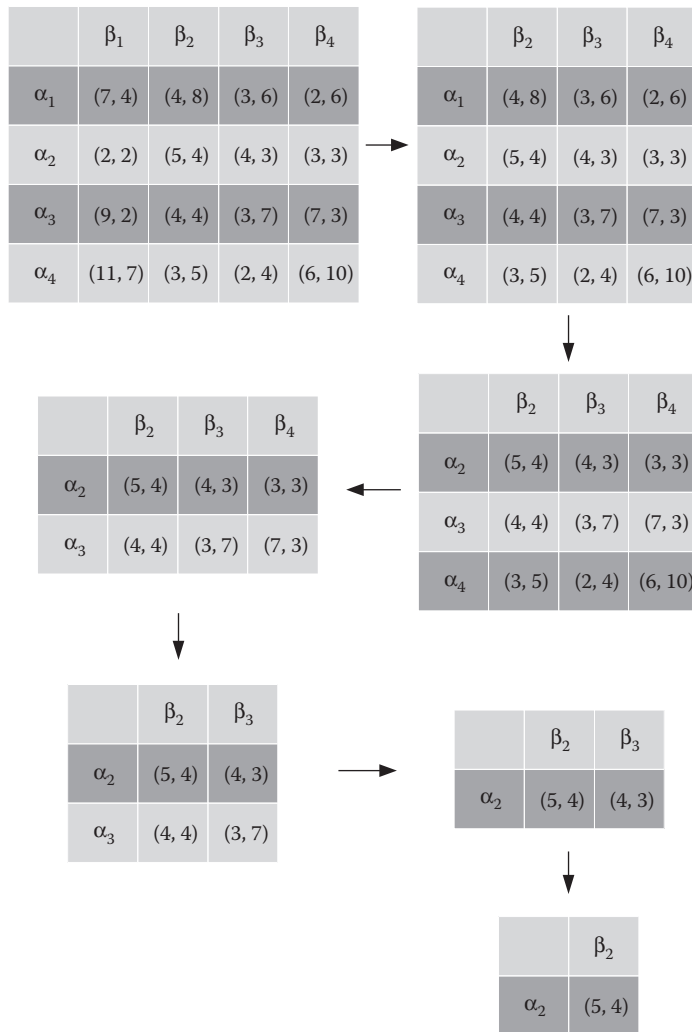 β₁ β₂ β₃ β₄
α₁ (7, 4) (4, 8) (3, 6) (2, 6)
α₂ (2, 2) (5, 4) (4, 3) (3, 3)
α₃ (9, 2) (4, 4) (3, 7) (7, 3)
α₄ (11, 7) (3, 5) (2, 4) (6, 10)
β₂ β₃ β₄
α₁ (4, 8) (3, 6) (2, 6)
α₂ (5, 4) (4, 3) (3, 3)
α₃ (4, 4) (3, 7) (7, 3)
α₄ (3, 5) (2, 4) (6, 10)
β₂ β₃ β₄
α₂ (5, 4) (4, 3) (3, 3)
α₃ (4, 4) (3, 7) (7, 3)
α₄ (3, 5) (2, 4) (6, 10)
β₂ β₃ β₄
α₂ (5, 4) (4, 3) (3, 3)
α₃ (4, 4) (3, 7) (7, 3)
β₂ β₃
α₂ (5, 4) (4, 3)
α₃ (4, 4) (3, 7)
β₂ β₃
α₂ (5, 4) (4, 3)
β₂
α₂ (5, 4)